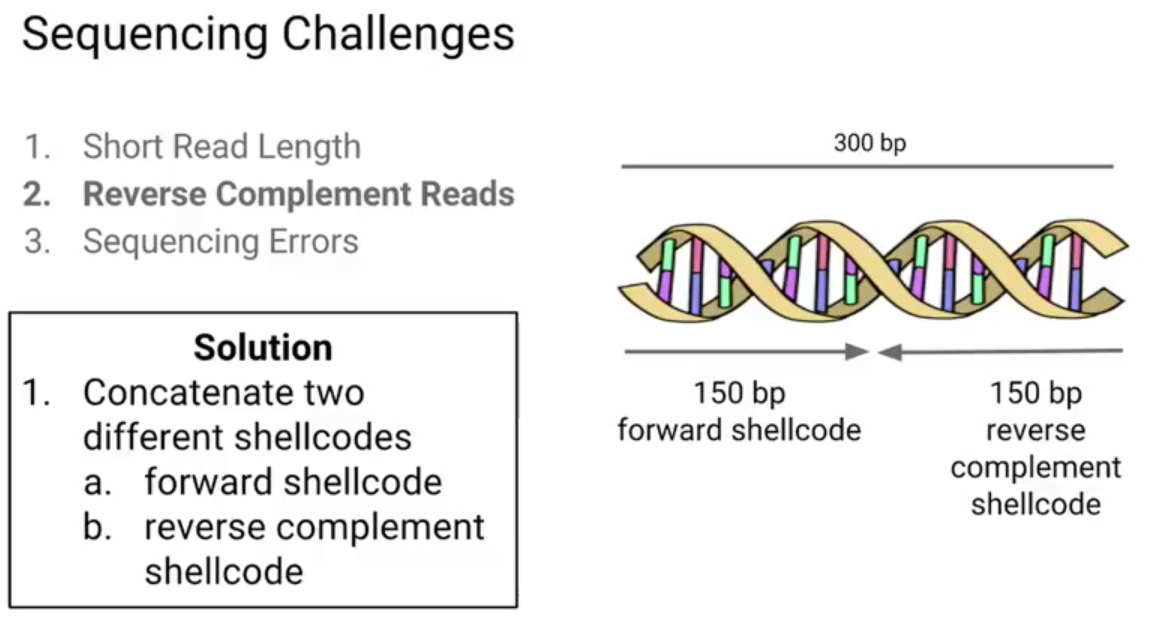 Sequencing Challenges
1. Short Read Length
2. Reverse Complement Reads
3. Sequencing Errors
Solution
1. Concatenate two
different shellcodes
a. forward shellcode
b. reverse complement
shellcode
300 bp
150 bp
forward shellcode
150 bp
reverse
complement
shellcode